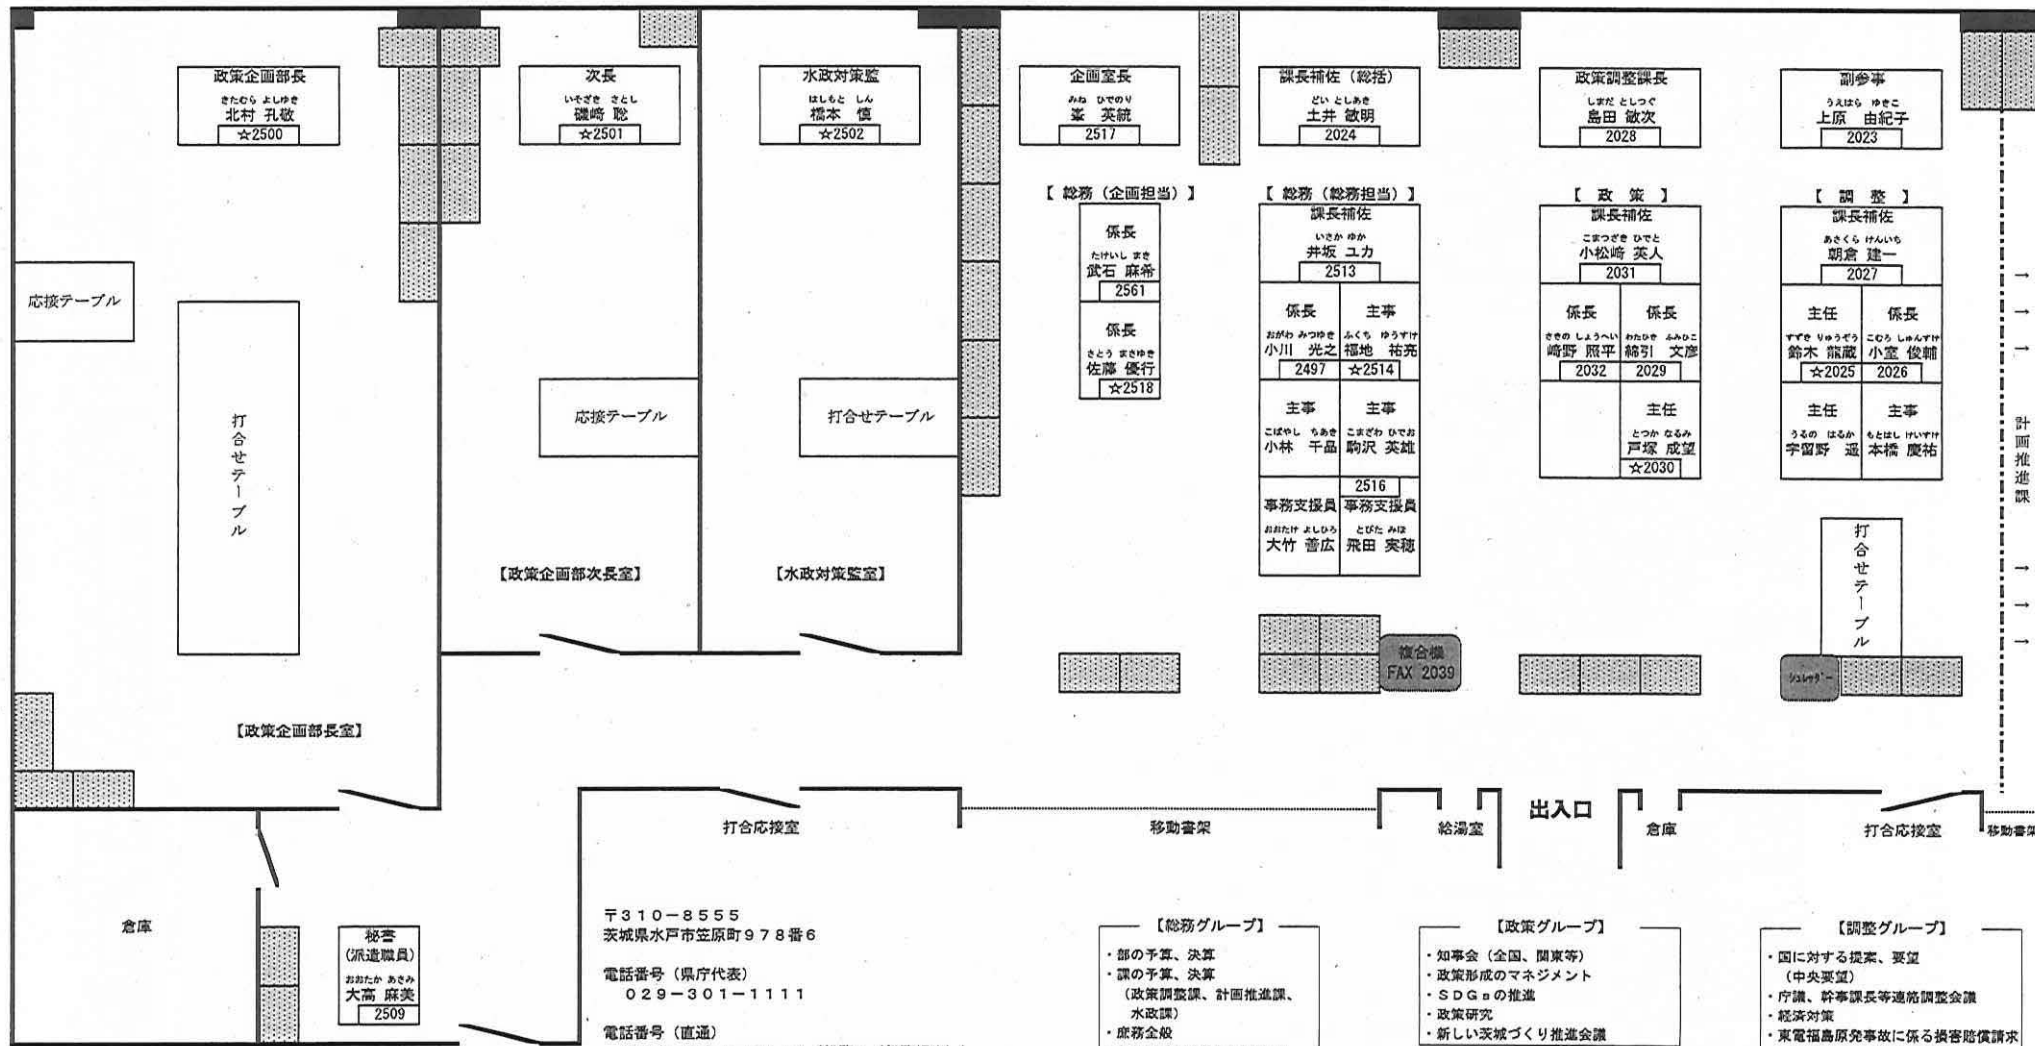 政策企画部長
きたむら よしゆき
北村 孔敬
☆2500
次長
いそざき さとし
磯﨑 聡
☆2501
水政対策監
はしもと しん
橋本 慎
☆2502
企画室長
みね ひでのり
峯 英統
2517
課長補佐（総括）
どい としあき
土井 敏明
2024
政策調整課長
しまだ としつぐ
島田 敏次
2028
副参事
うえはら ゆきこ
上原 由紀子
2023
【 総務（企画担当）】
係長
たけいし まき
武石 麻希
2561
係長
さとう まさゆき
佐藤 優行
☆2518
【 総務（総務担当）】
課長補佐
いさか ゆか
井坂 ユカ
2513
係長
おがわ みつゆき
小川 光之
2497
主事
ふくち ゆうすけ
福地 祐亮
☆2514
主事
こばやし ちあき
小林 千晶
主事
こまざわ ひでお
駒沢 英雄
2516
事務支援員
おおたけ よしひろ
大竹 善広
事務支援員
とびた みほ
飛田 実穂
【 政 策 】
課長補佐
こまつざき ひでと
小松﨑 英人
2031
係長
さきの しょうへい
﨑野 照平
2032
係長
わたひき ふみひこ
綿引 文彦
2029
主任
とつか なるみ
戸塚 成望
☆2030
【 調 整 】
課長補佐
あさくら けんいち
朝倉 建一
2027
主任
すずき りゅうぞう
鈴木 龍蔵
☆2025
係長
こむろ しゅんすけ
小室 俊輔
2026
主任
うるの はるか
宇留野 遥
主事
もとはし けいすけ
本橋 慶祐
→
→
計画推進課
→
→
→
応接テーブル
打合せテーブル
応接テーブル
打合せテーブル
打合せテーブル
【政策企画部次長室】
【水政対策監室】
【政策企画部長室】
複合機
FAX 2039
シュレッダー
打合応接室
移動書架
給湯室
出入口
倉庫
打合応接室
移動書架
倉庫
秘書
(派遣職員)
おおたか あさみ
大高 麻美
2509
〒３１０－８５５５
茨城県水戸市笠原町９７８番６
電話番号（県庁代表）
０２９－３０１－１１１１
電話番号（直通）
【総務グループ】
・部の予算、決算
・課の予算、決算
（政策調整課、計画推進課、
水政課）
・庶務全般
【政策グループ】
・知事会（全国、関東等）
・政策形成のマネジメント
・ＳＤＧｓの推進
・政策研究
・新しい茨城づくり推進会議
【調整グループ】
・国に対する提案、要望
（中央要望）
・庁議、幹事課長等連絡調整会議
・経済対策
・東電福島原発事故に係る損害賠償請求